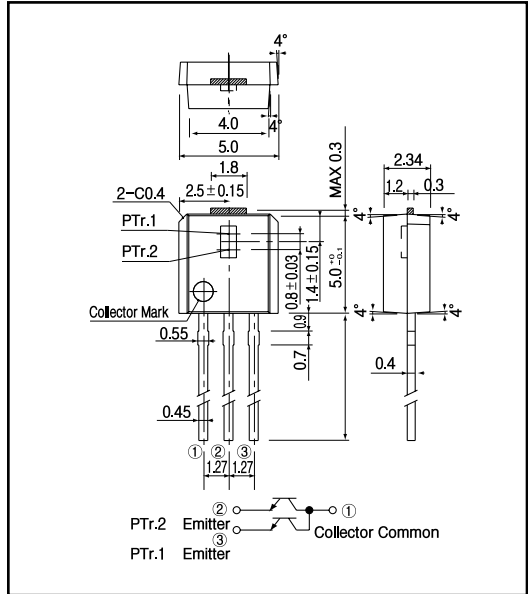 4°
4.0
4°
5.0
1.8
2.5 ± 0.15
MAX 0.3
2.34
1.2
0.3
2-C0.4
PTr.1
PTr.2
4°
4°
0.8 ± 0.03
1.4 ± 0.15
5.0 +0 -0.1
Collector Mark
0.9
4°
4°
0.55
0.7
0.4
0.45
① ② ③
1.27 1.27
② ①
PTr.2 Emitter Collector Common
③
PTr.1 Emitter